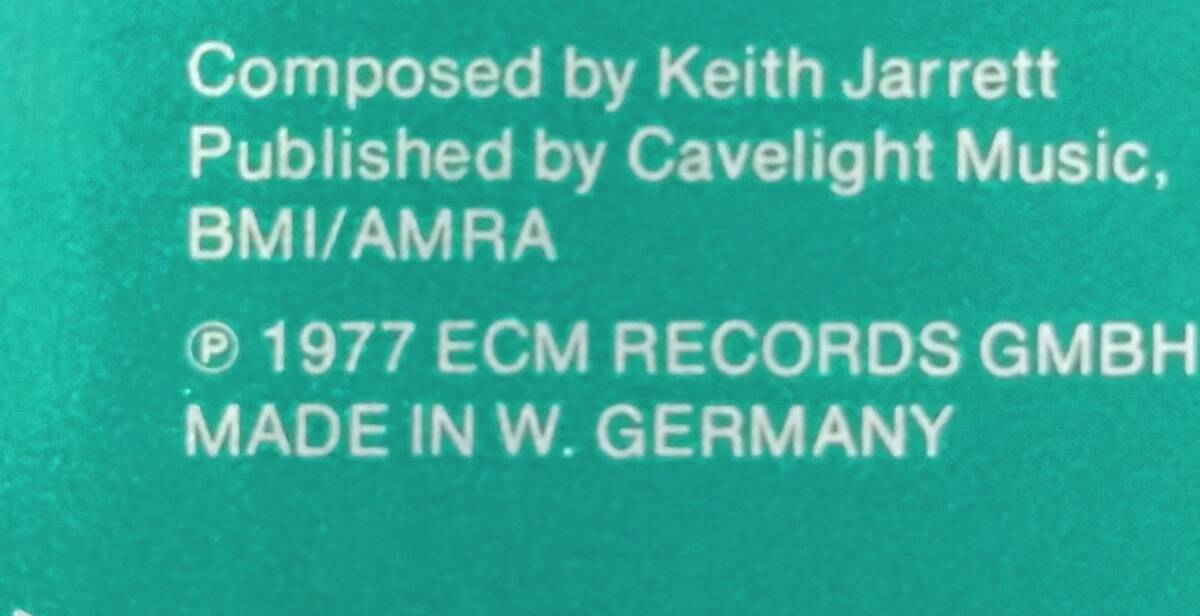 Composed by Keith Jarrett
Published by Cavelight Music,
BMI/AMRA
℗ 1977 ECM RECORDS GMBH
MADE IN W. GERMANY